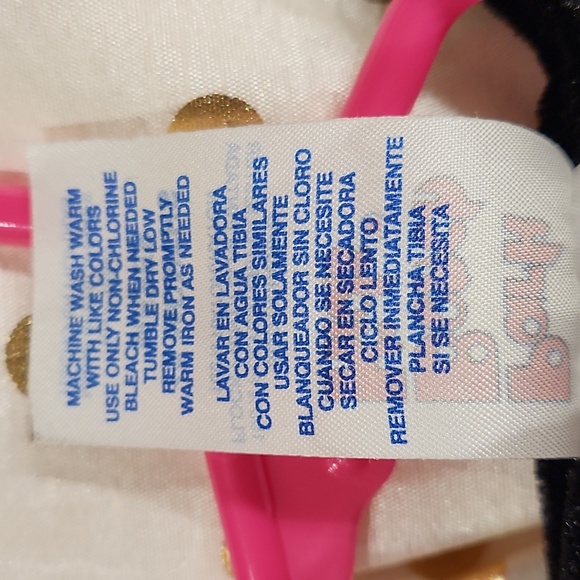 MACHINE WASH WARM
WITH LIKE COLORS
USE ONLY NON-CHLORINE
BLEACH WHEN NEEDED
TUMBLE DRY LOW
REMOVE PROMPTLY
WARM IRON AS NEEDED
LAVAR EN LAVADORA
CON AGUA TIBIA
CON COLORES SIMILARES
USAR SOLAMENTE
BLANQUEADOR SIN CLORO
CUANDO SE NECESITE
SECAR EN SECADORA
CICLO LENTO
REMOVER INMEDIATAMENTE
PLANCHA TIBIA
SI SE NECESITA